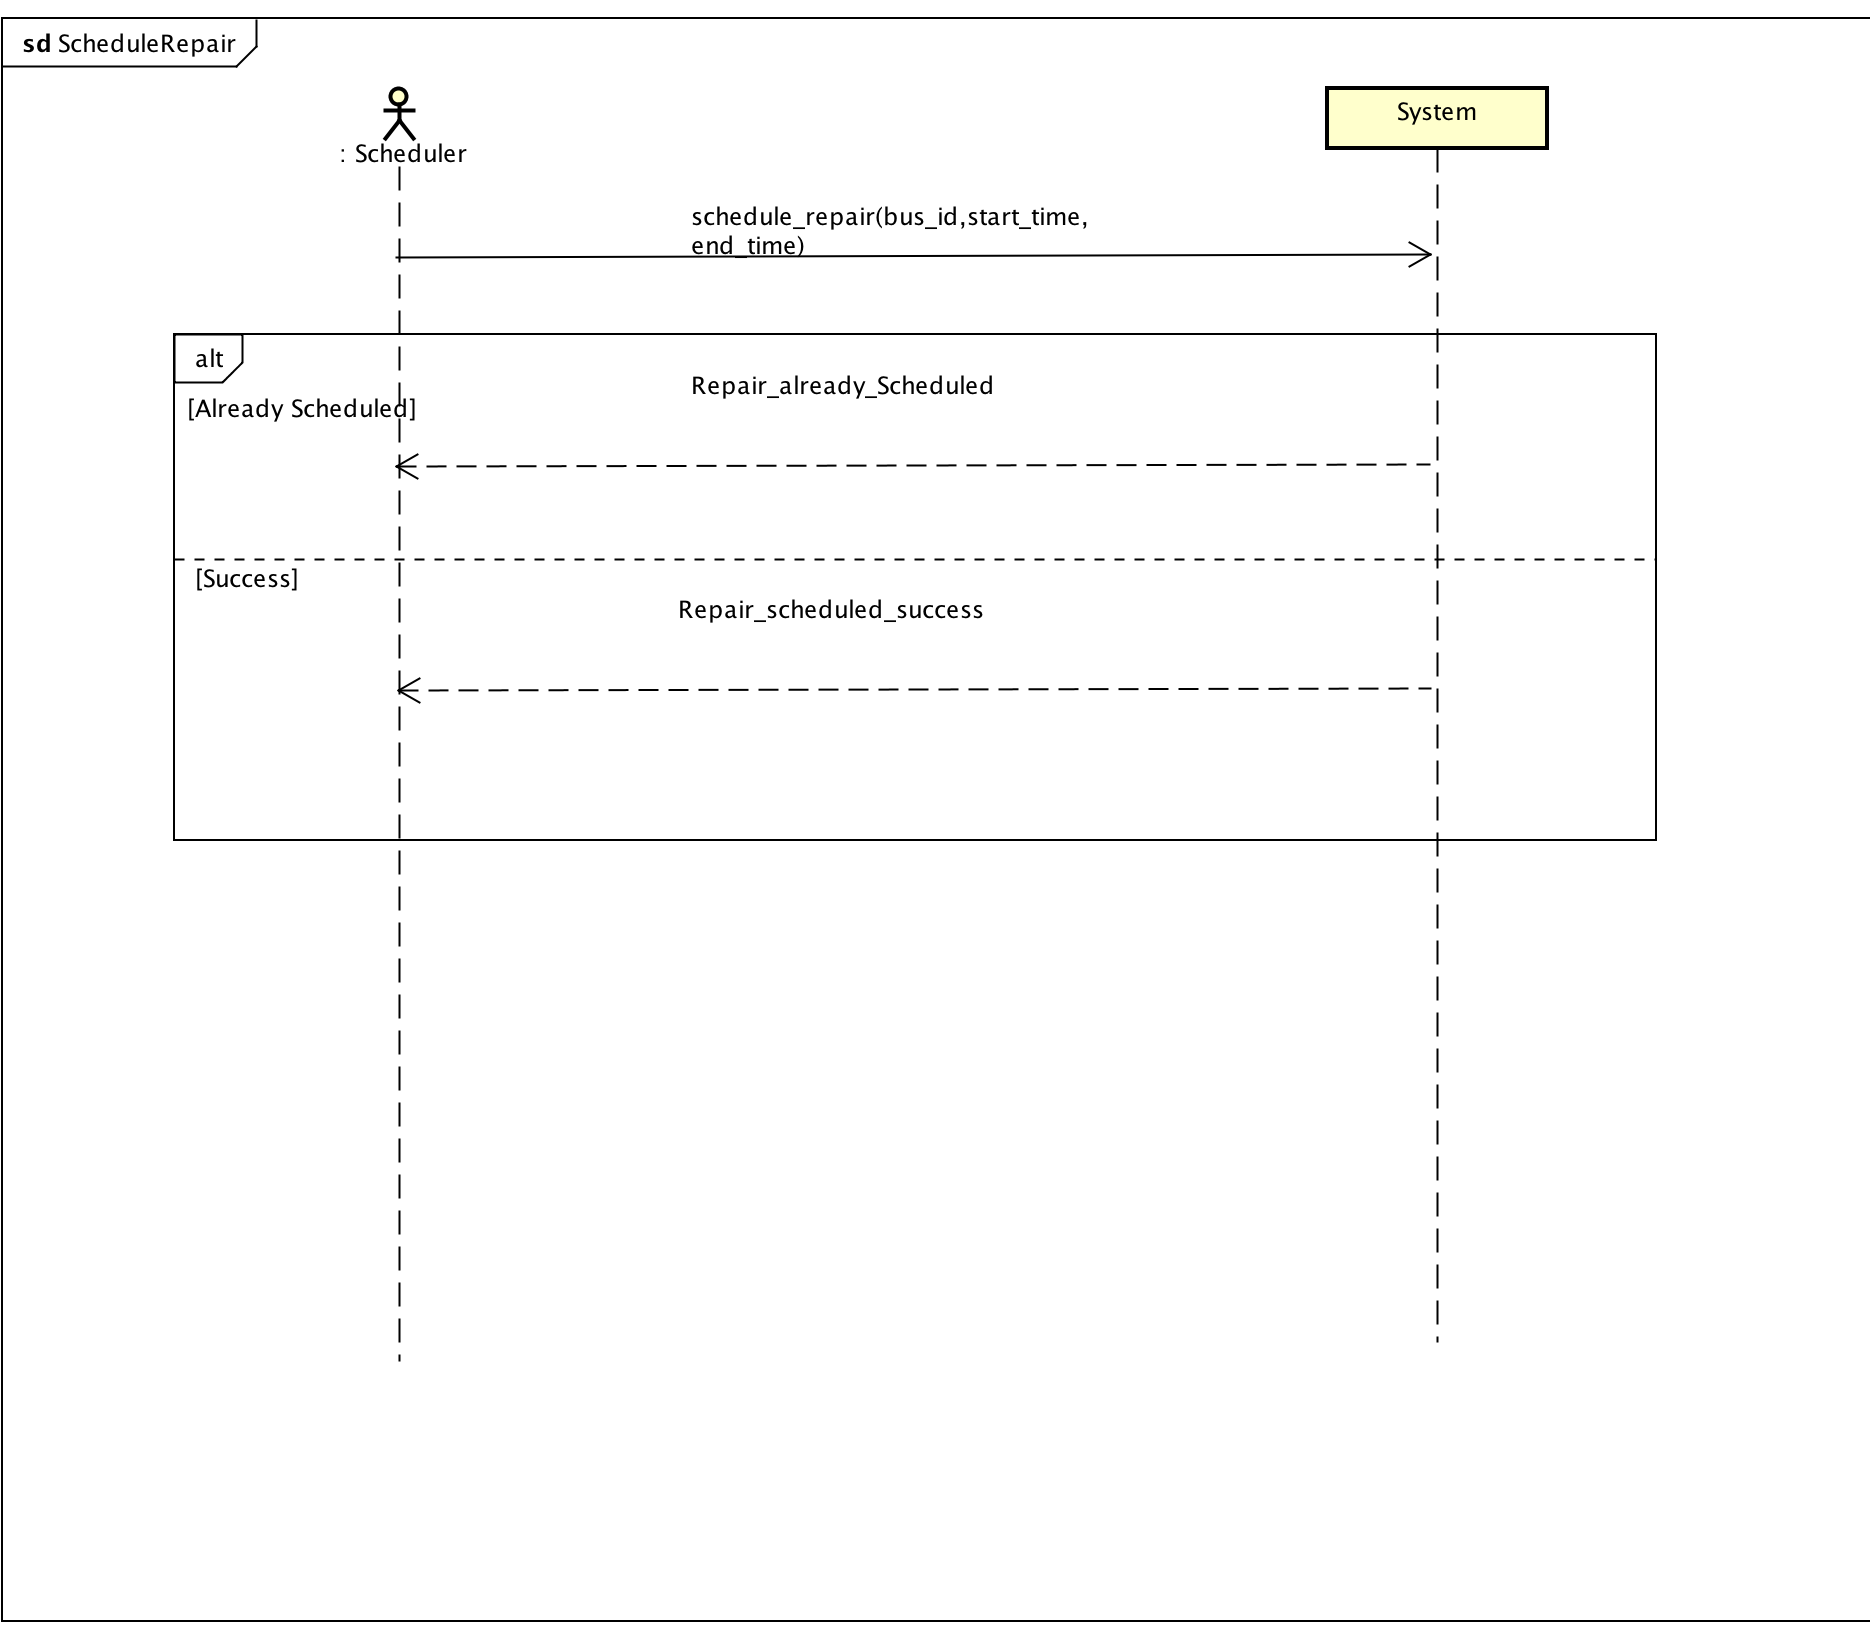 sd ScheduleRepair
: Scheduler
System
schedule_repair(bus_id,start_time,
end_time)
alt
Repair_already_Scheduled
[Already Scheduled]
[Success]
Repair_scheduled_success